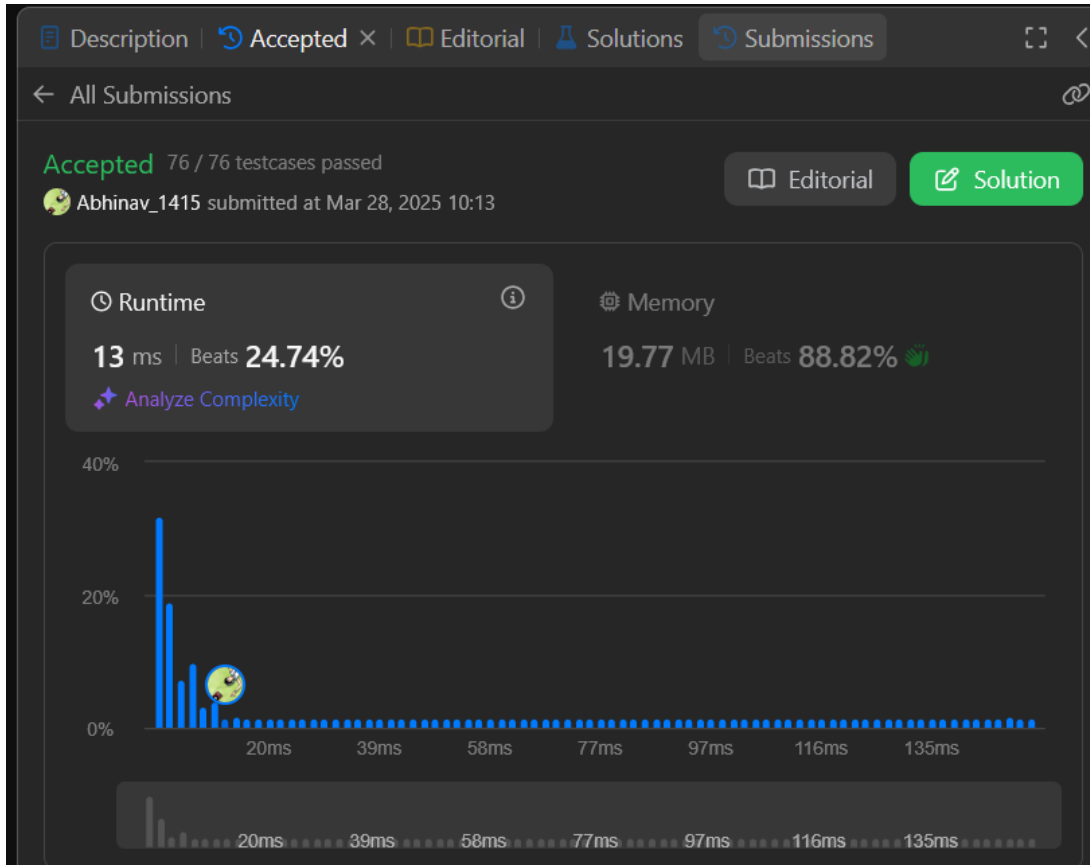 Description Accepted Editorial Solutions Submissions
All Submissions
Accepted 76 / 76 testcases passed
Editorial Solution
Abhinav_1415 submitted at Mar 28, 2025 10:13
Runtime Memory
13 ms Beats 24.74% 19.77 MB Beats 88.82%
Analyze Complexity
40%
20%
0%
20ms 39ms 58ms 77ms 97ms 116ms 135ms
20ms 39ms 58ms 77ms 97ms 116ms 135ms